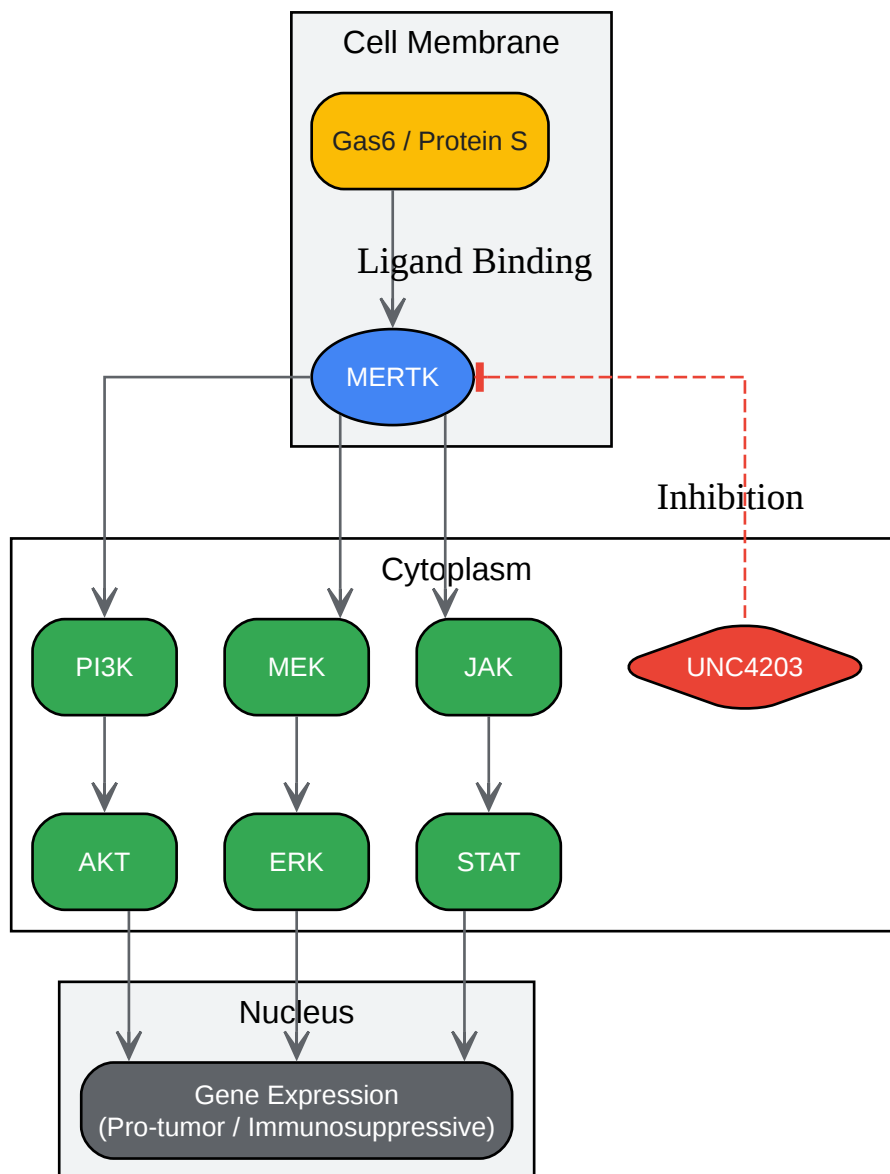 Cell Membrane
Gas6 / Protein S
Ligand Binding
MERTK
Inhibition
Cytoplasm
PI3K
MEK
JAK
UNC4203
AKT
ERK
STAT
Nucleus
Gene Expression
(Pro-tumor / Immunosuppressive)